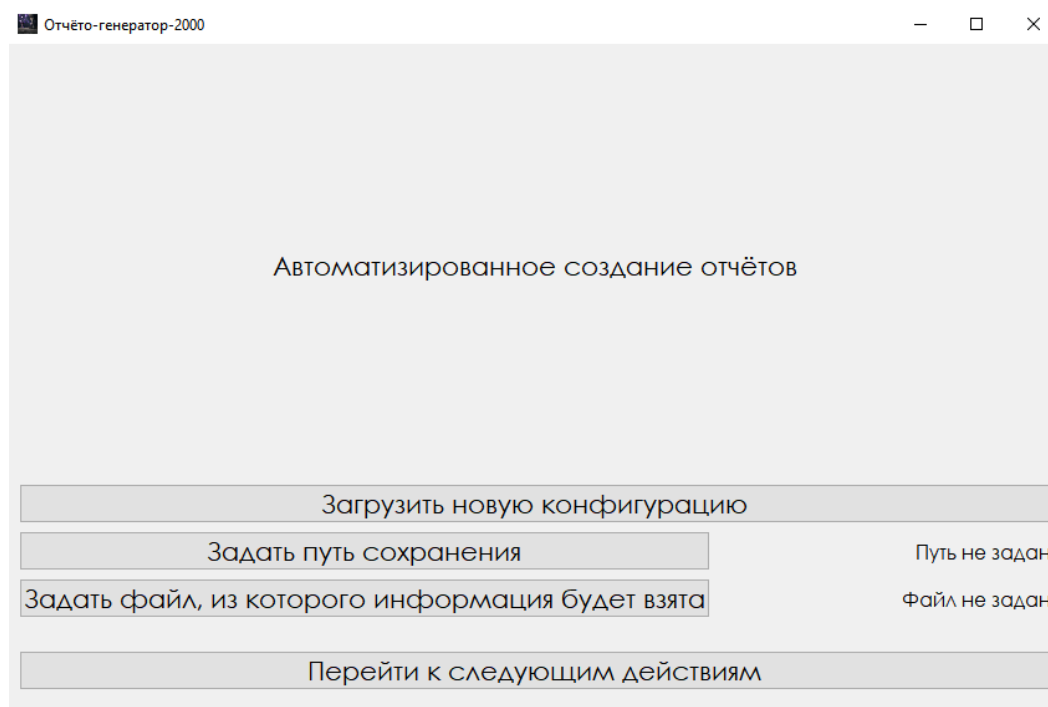 Отчёто-генератор-2000
Автоматизированное создание отчётов
Загрузить новую конфигурацию
Задать путь сохранения
Путь не задан
Задать файл, из которого информация будет взята
Файл не задан
Перейти к следующим действиям